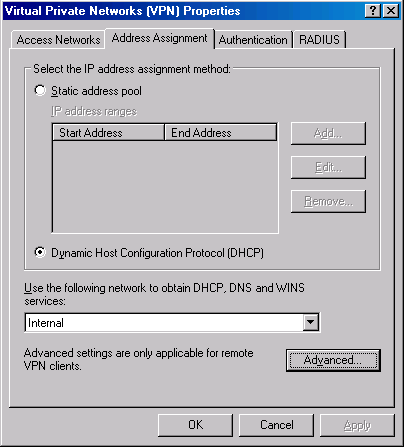 Virtual Private Networks (VPN) Properties
Access Networks Address Assignment Authentication RADIUS
Select the IP address assignment method:
Static address pool
IP address ranges
Start Address End Address
Add...
Edit...
Remove...
Dynamic Host Configuration Protocol (DHCP)
Use the following network to obtain DHCP, DNS and WINS
services:
Internal
Advanced settings are only applicable for remote
VPN clients.
Advanced...
OK Cancel Apply